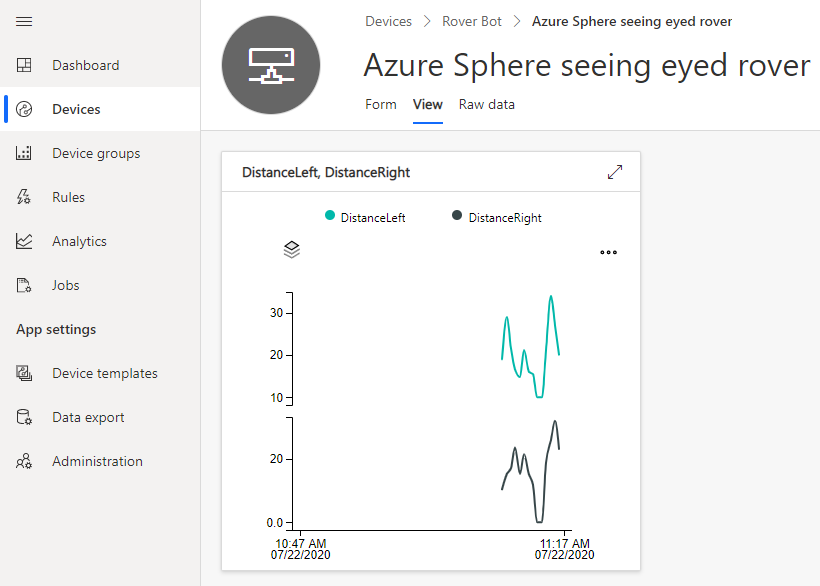 Devices > Rover Bot > Azure Sphere seeing eyed rover
Azure Sphere seeing eyed rover
Form View Raw data
Dashboard
Devices
Device groups
Rules
Analytics
Jobs
App settings
Device templates
Data export
Administration
DistanceLeft, DistanceRight
DistanceLeft DistanceRight
30
20
10
20
0.0
10:47 AM 11:17 AM
07/22/2020 07/22/2020